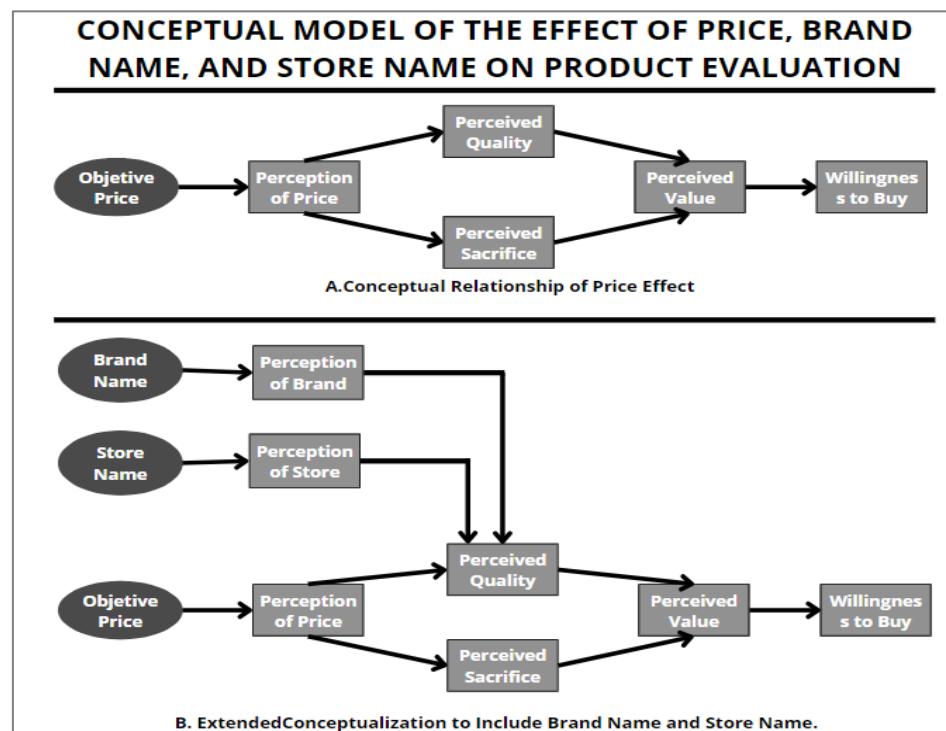 CONCEPTUAL MODEL OF THE EFFECT OF PRICE, BRAND
NAME, AND STORE NAME ON PRODUCT EVALUATION
Perceived
Quality
Objetive
Price
Perception
of Price
Perceived
Value
Willingnes
s to Buy
Perceived
Sacrifice
A.Conceptual Relationship of Price Effect
Brand
Name
Perception
of Brand
Store
Name
Perception
of Store
Perceived
Quality
Objetive
Price
Perception
of Price
Perceived
Value
Willingnes
s to Buy
Perceived
Sacrifice
B. ExtendedConceptualization to Include Brand Name and Store Name.